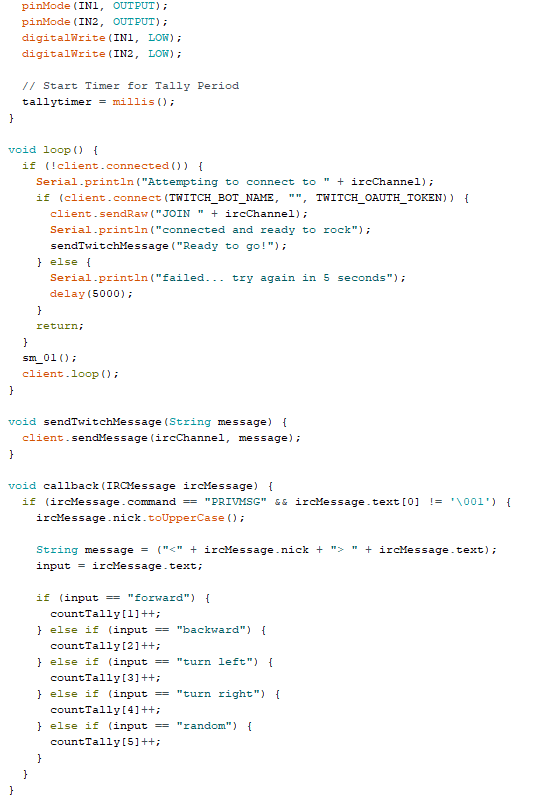 pinMode(IN1, OUTPUT);
pinMode(IN2, OUTPUT);
digitalWrite(IN1, LOW);
digitalWrite(IN2, LOW);
// Start Timer for Tally Period
tallytimer = millis();
}
void loop() {
if (!client.connected()) {
Serial.println("Attempting to connect to " + ircChannel);
if (client.connect(TWITCH_BOT_NAME, "", TWITCH_OAUTH_TOKEN)) {
client.sendRaw("JOIN " + ircChannel);
Serial.println("connected and ready to rock");
sendTwitchMessage("Ready to go!");
} else {
Serial.println("failed... try again in 5 seconds");
delay(5000);
}
return;
}
sm_01();
client.loop();
}
void sendTwitchMessage(String message) {
client.sendMessage(ircChannel, message);
}
void callback(IRCMessage ircMessage) {
if (ircMessage.command == "PRIVMSG" && ircMessage.text[0] != '\001') {
ircMessage.nick.toUpperCase();
String message = ("<" + ircMessage.nick + "> " + ircMessage.text);
input = ircMessage.text;
if (input == "forward") {
countTally[1]++;
} else if (input == "backward") {
countTally[2]++;
} else if (input == "turn left") {
countTally[3]++;
} else if (input == "turn right") {
countTally[4]++;
} else if (input == "random") {
countTally[5]++;
}
}
}